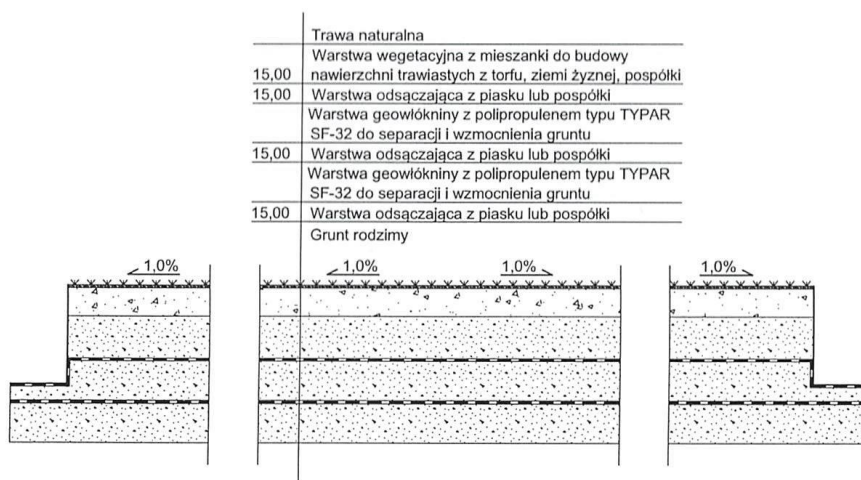 Trawa naturalna
Warstwa wegetacyjna z mieszanki do budowy
15,00 nawierzchni trawiastych z torfu, ziemi żyznej, pospółki
15,00 Warstwa odsączająca z piasku lub pospółki
Warstwa geowłókniny z polipropulenem typu TYPAR
SF-32 do separacji i wzmocnienia gruntu
15,00 Warstwa odsączająca z piasku lub pospółki
Warstwa geowłókniny z polipropulenem typu TYPAR
SF-32 do separacji i wzmocnienia gruntu
15,00 Warstwa odsączająca z piasku lub pospółki
Grunt rodzimy
1,0% 1,0% 1,0% 1,0%